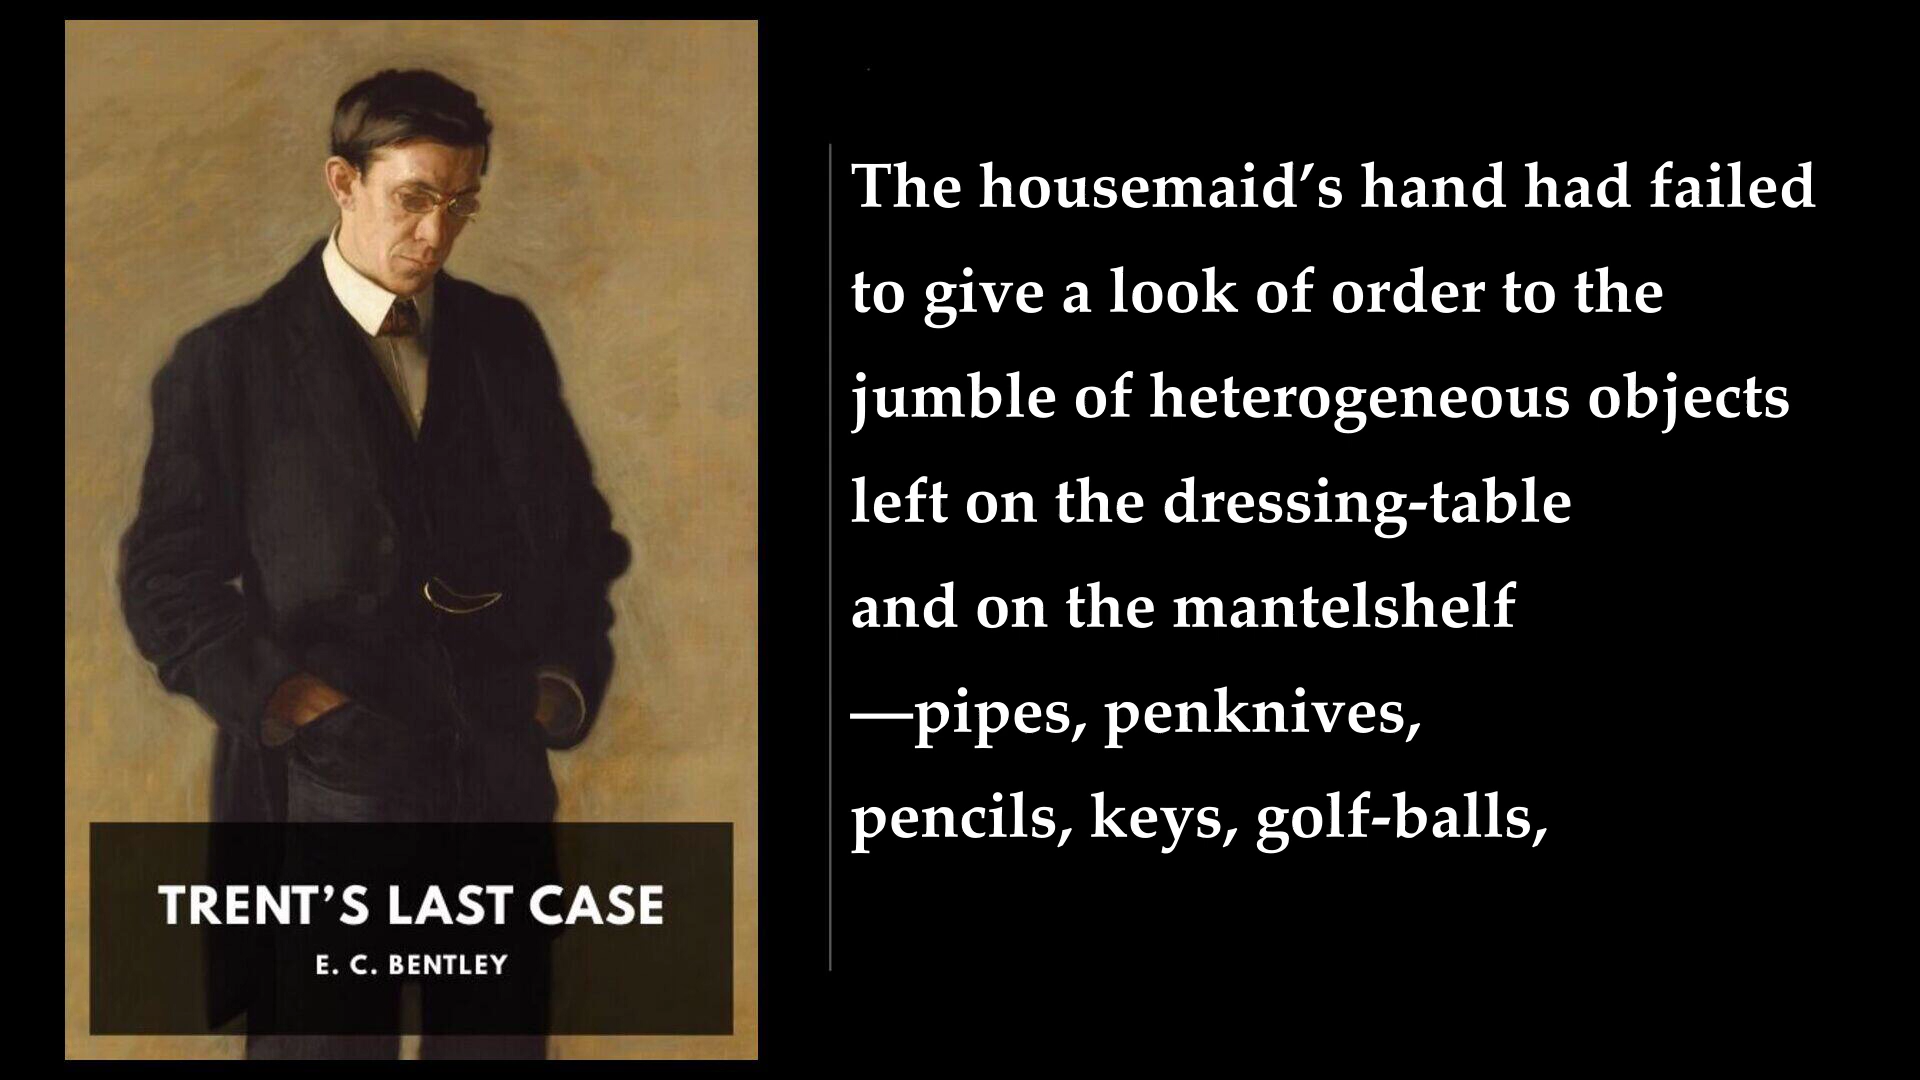 The housemaid’s hand had failed
to give a look of order to the
jumble of heterogeneous objects
left on the dressing-table
and on the mantelshelf
—pipes, penknives,
pencils, keys, golf-balls,
TRENT’S LAST CASE
E. C. BENTLEY